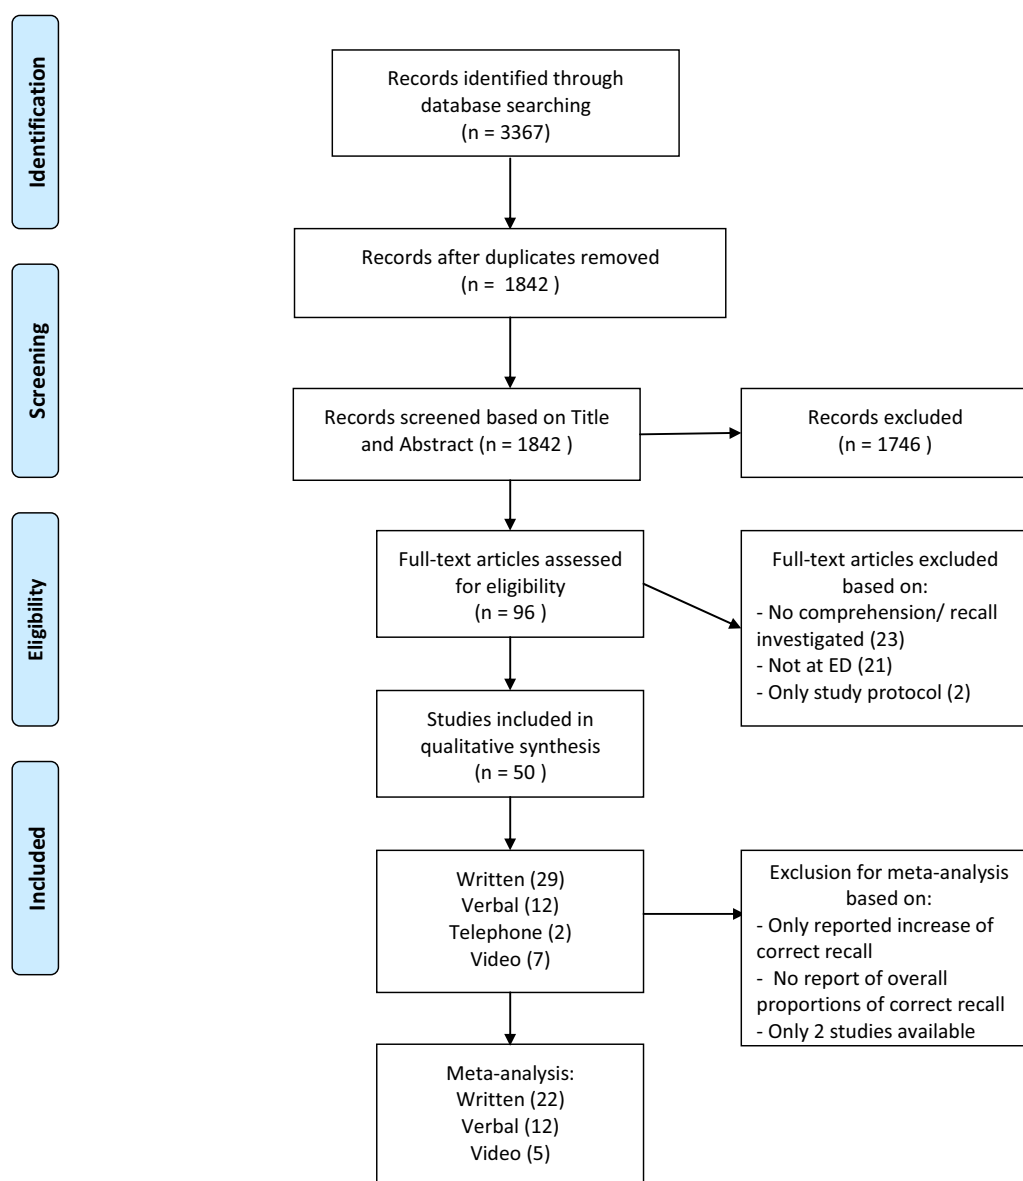 Identification
Records identified through
database searching
(n = 3367)
Records after duplicates removed
(n = 1842 )
Screening
Records screened based on Title
and Abstract (n = 1842 )
Records excluded
(n = 1746 )
Eligibility
Full-text articles assessed
for eligibility
(n = 96 )
Full-text articles excluded
based on:
- No comprehension/ recall
investigated (23)
- Not at ED (21)
- Only study protocol (2)
Studies included in
qualitative synthesis
(n = 50 )
Included
Written (29)
Verbal (12)
Telephone (2)
Video (7)
Exclusion for meta-analysis
based on:
- Only reported increase of
correct recall
- No report of overall
proportions of correct recall
- Only 2 studies available
Meta-analysis:
Written (22)
Verbal (12)
Video (5)